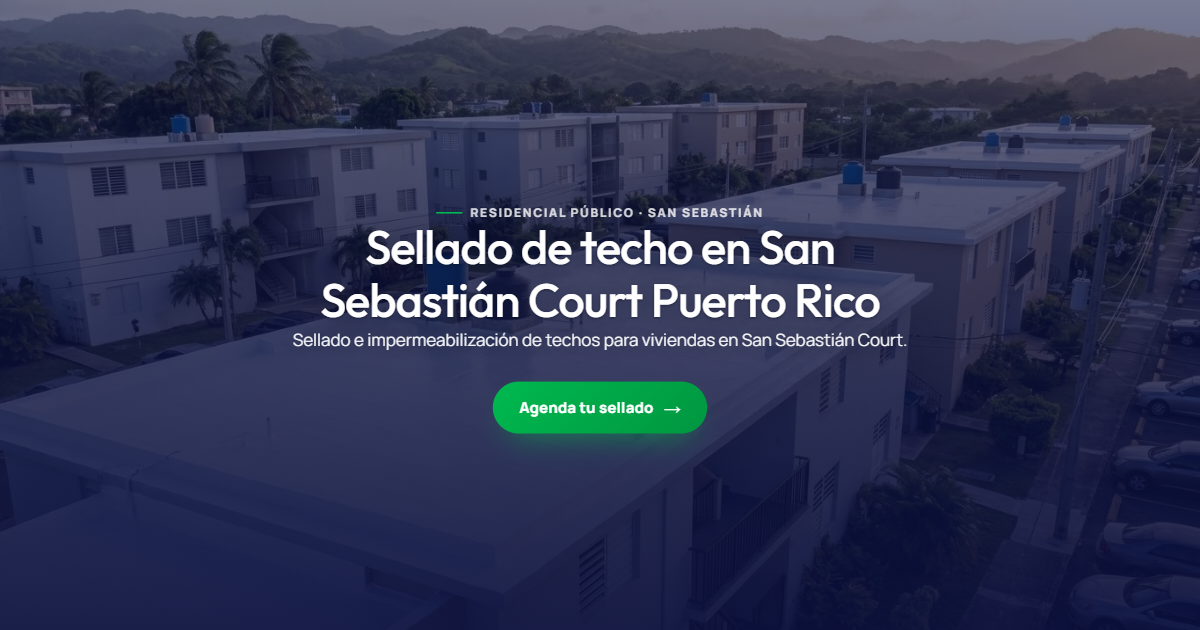 RESIDENCIAL PÚBLICO · SAN SEBASTIÁN
Sellado de techo en San
Sebastián Court Puerto Rico
Sellado e impermeabilización de techos para viviendas en San Sebastián Court.
Agenda tu sellado →